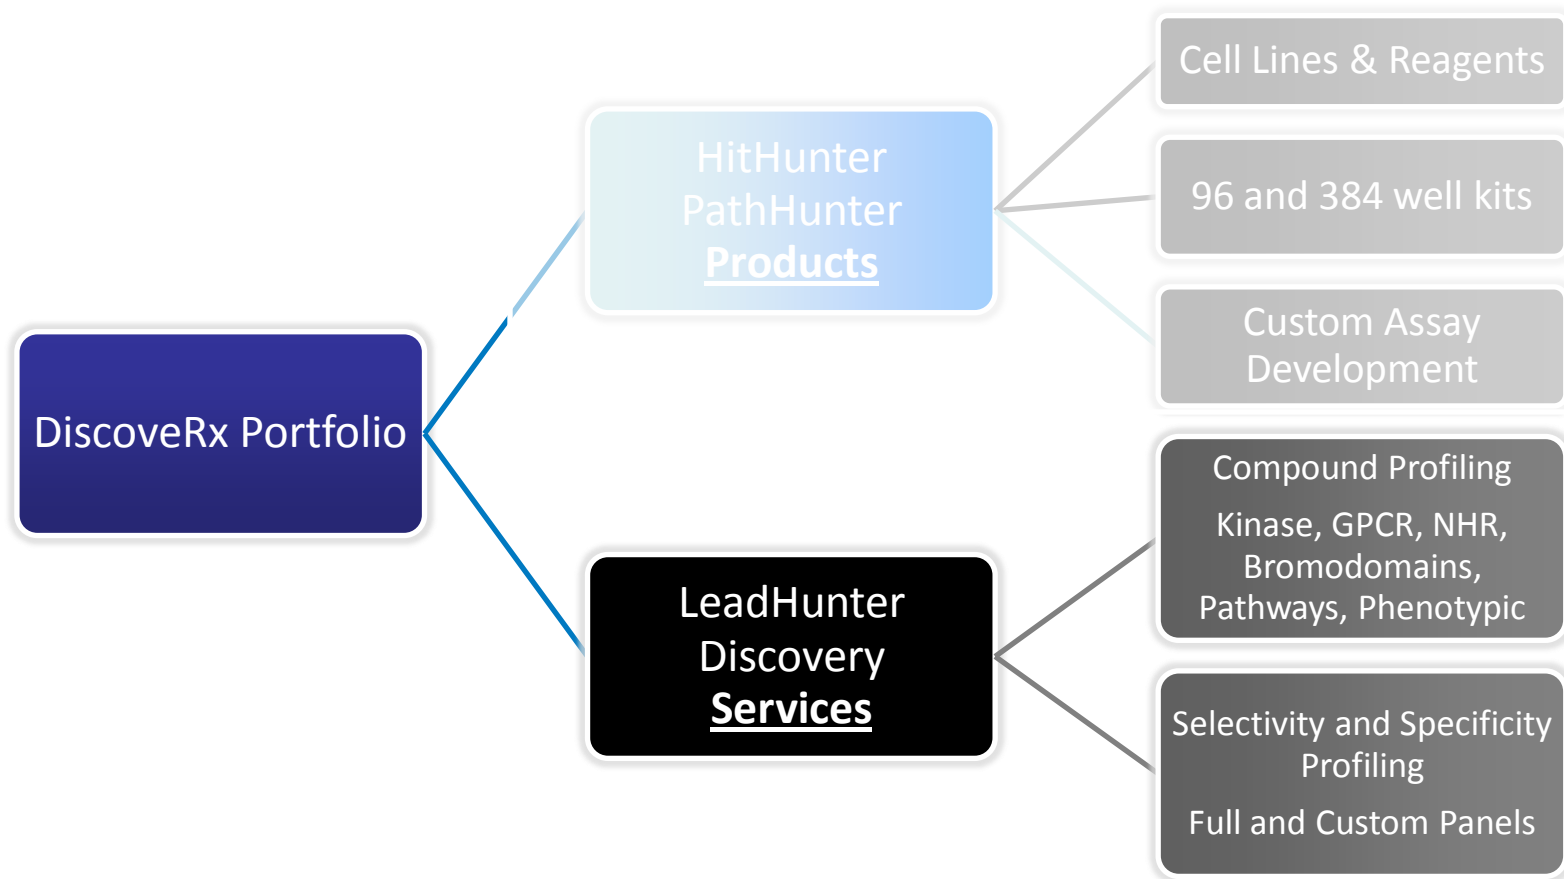 DiscoveRx Portfolio
HitHunter
PathHunter
Products
Cell Lines & Reagents
96 and 384 well kits
Custom Assay
Development
LeadHunter
Discovery
Services
Compound Profiling
Kinase, GPCR, NHR,
Bromodomains,
Pathways, Phenotypic
Selectivity and Specificity
Profiling
Full and Custom Panels